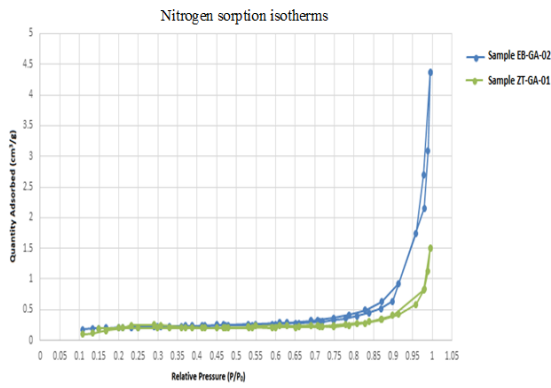 Nitrogen sorption isotherms
5
4.5
4
3.5
3
2.5
2
1.5
1
0.5
0
Quantity Adsorbed (cm³/g)
0 0.05 0.1 0.15 0.2 0.25 0.3 0.35 0.4 0.45 0.5 0.55 0.6 0.65 0.7 0.75 0.8 0.85 0.9 0.95 1 1.05
Relative Pressure (P/P₀)
Sample EB-GA-02
Sample ZT-GA-01